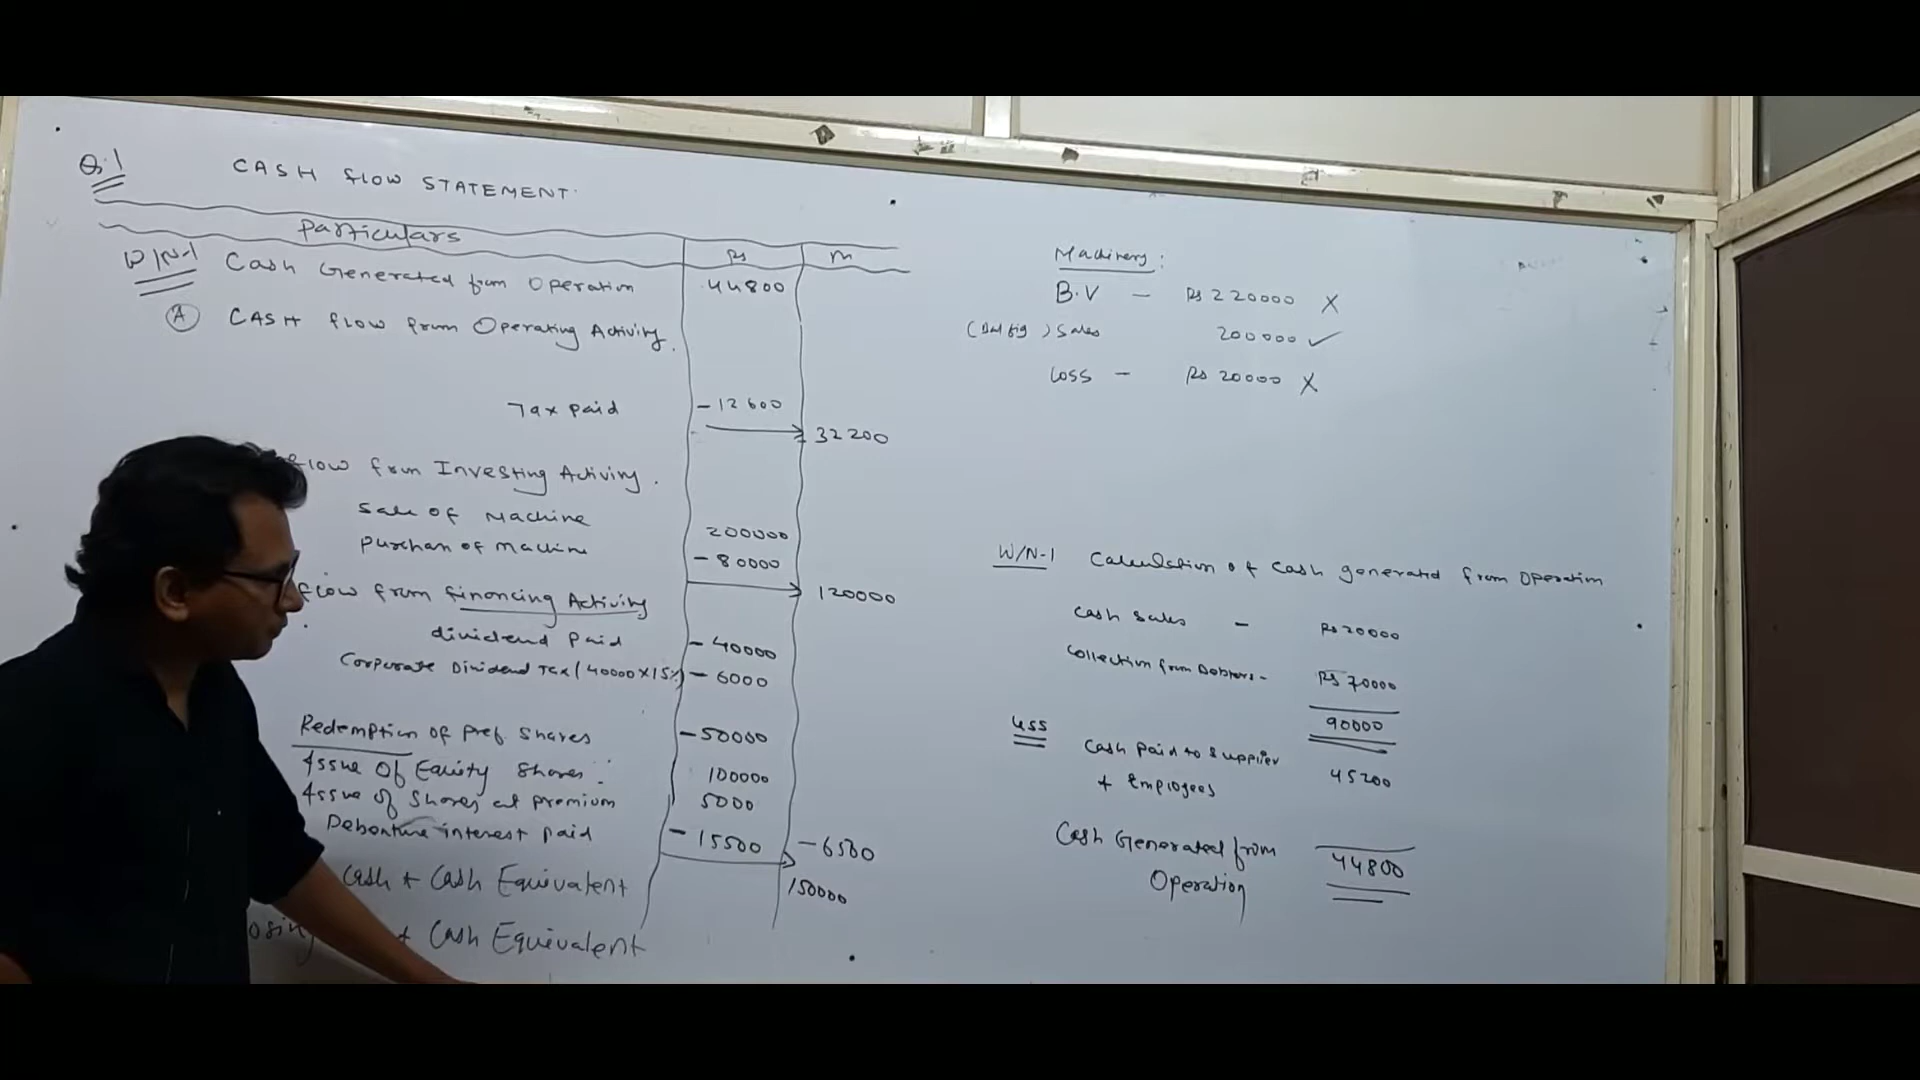 Q.1
CASH FLOW STATEMENT
Particulars Rs M
W/N-1 Cash Generated from Operation 44800
(A) CASH flow from Operating Activity.
Tax paid - 12600
32200
flow from Investing Activity.
Sale of Machine 200000
Purchase of Machine - 80000
120000
flow from financing Activity
dividend paid - 40000
Corporate Dividend Tax (40000 X 15%) - 6000
Redemption of Pref. Shares - 50000
Issue of Equity Shares 100000
Issue of Shares at premium 5000
Debenture interest paid - 15500 - 6500
Cash + Cash Equivalent 150000
+ Cash Equivalent
Machinery :
B.V - Rs 220000 X
(Bal fig) Sales 200000 ✓
Loss - Rs 20000 X
W/N-1 Calculation of Cash generated from Operation
Cash Sales - Rs 20000
Collection from Debtors - Rs 70000
90000
Less
Cash paid to Supplier
+ Employees 45200
Cash Generated from
Operation 44800